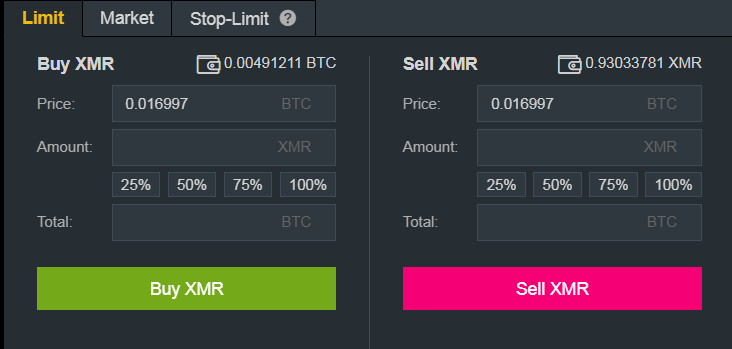 Limit Market Stop-Limit ?
Buy XMR 0.00491211 BTC
Price: 0.016997 BTC
Amount: XMR
25% 50% 75% 100%
Total: BTC
Buy XMR
Sell XMR 0.93033781 XMR
Price: 0.016997 BTC
Amount: XMR
25% 50% 75% 100%
Total: BTC
Sell XMR